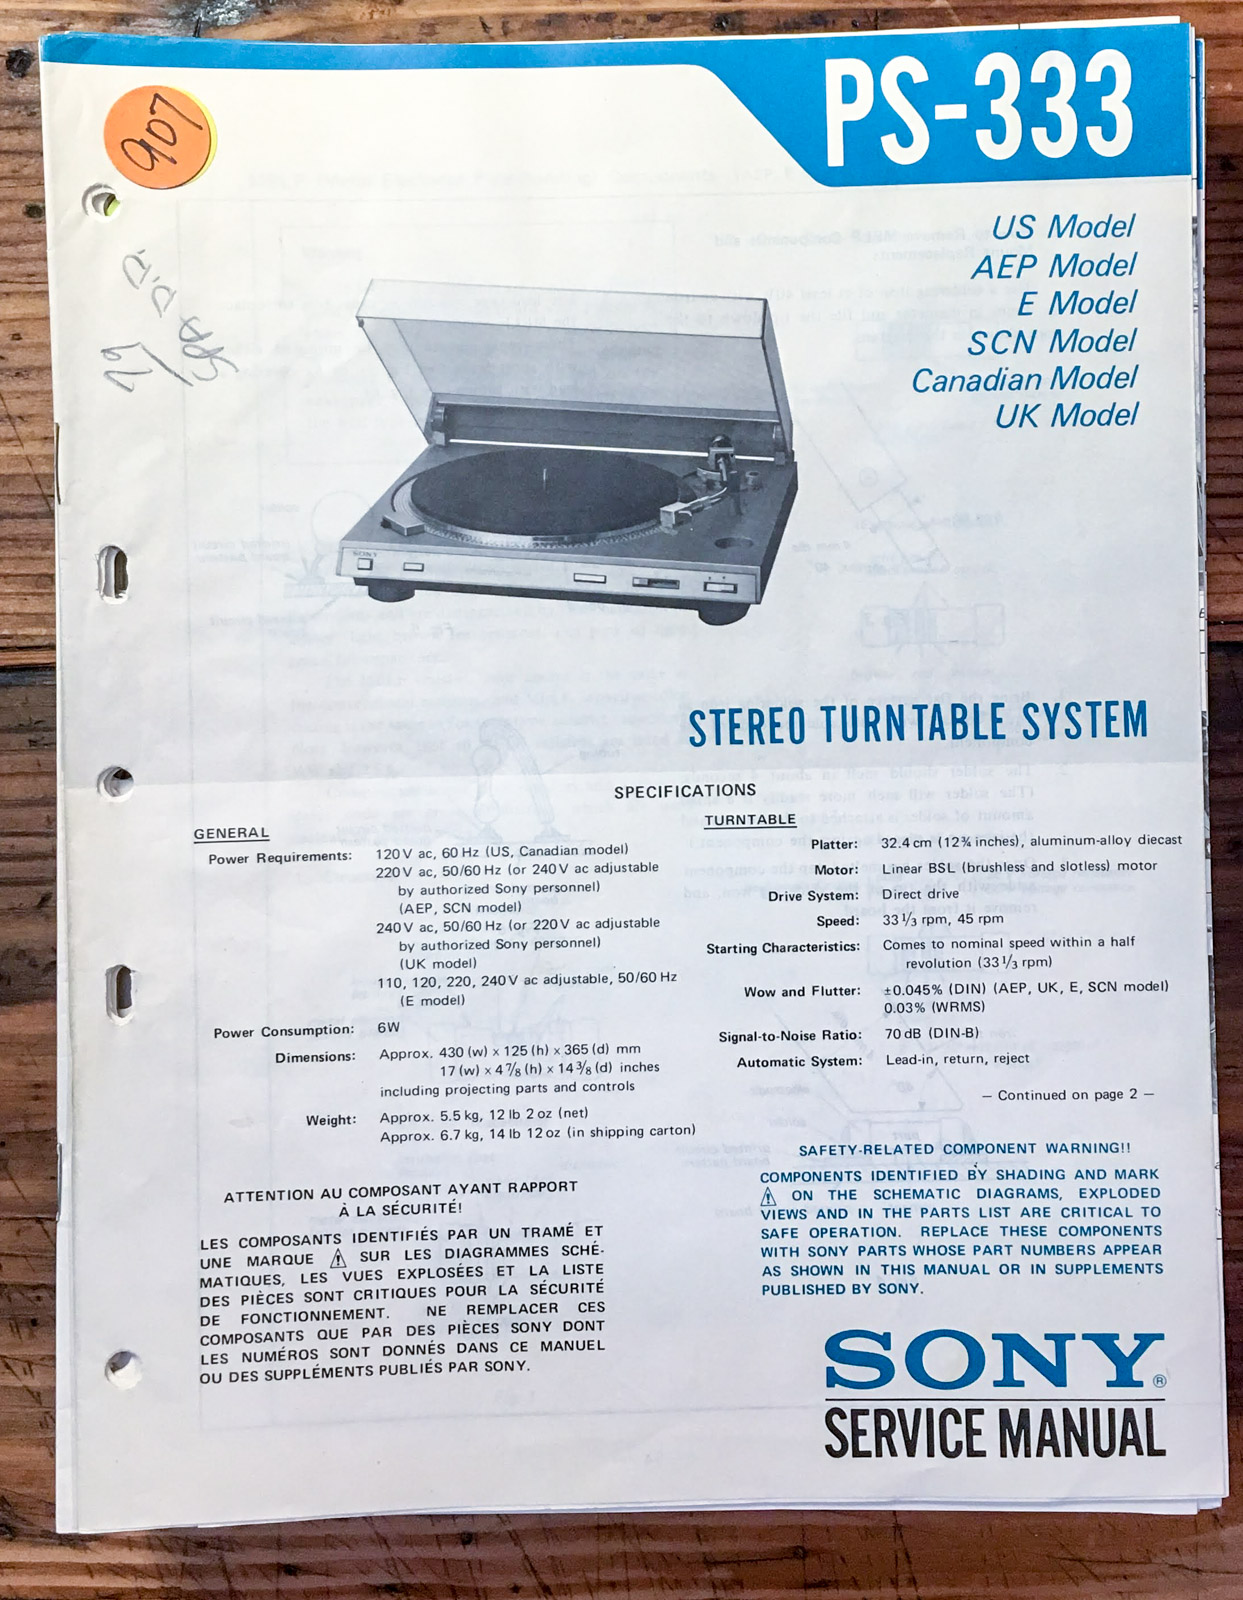 PS-333
907
US Model
AEP Model
E Model
SCN Model
Canadian Model
UK Model
SONY
STEREO TURNTABLE SYSTEM
SPECIFICATIONS
GENERAL
Power Requirements: 120 V ac, 60 Hz (US, Canadian model)
220 V ac, 50/60 Hz (or 240 V ac adjustable
by authorized Sony personnel)
(AEP, SCN model)
240 V ac, 50/60 Hz (or 220 V ac adjustable
by authorized Sony personnel)
(UK model)
110, 120, 220, 240 V ac adjustable, 50/60 Hz
(E model)
Power Consumption: 6W
Dimensions: Approx. 430 (w) x 125 (h) x 365 (d) mm
17 (w) x 4 7/8 (h) x 14 3/8 (d) inches
including projecting parts and controls
Weight: Approx. 5.5 kg, 12 lb 2 oz (net)
Approx. 6.7 kg, 14 lb 12 oz (in shipping carton)
TURNTABLE
Platter: 32.4 cm (12¾ inches), aluminum-alloy diecast
Motor: Linear BSL (brushless and slotless) motor
Drive System: Direct drive
Speed: 33 1/3 rpm, 45 rpm
Starting Characteristics: Comes to nominal speed within a half
revolution (33 1/3 rpm)
Wow and Flutter: ±0.045% (DIN) (AEP, UK, E, SCN model)
0.03% (WRMS)
Signal-to-Noise Ratio: 70 dB (DIN-B)
Automatic System: Lead-in, return, reject
— Continued on page 2 —
ATTENTION AU COMPOSANT AYANT RAPPORT
À LA SÉCURITÉ!
LES COMPOSANTS IDENTIFIÉS PAR UN TRAMÉ ET
UNE MARQUE ⚠ SUR LES DIAGRAMMES SCHÉ-
MATIQUES, LES VUES EXPLOSÉES ET LA LISTE
DES PIÈCES SONT CRITIQUES POUR LA SÉCURITÉ
DE FONCTIONNEMENT. NE REMPLACER CES
COMPOSANTS QUE PAR DES PIÈCES SONY DONT
LES NUMÉROS SONT DONNÉS DANS CE MANUEL
OU DES SUPPLÉMENTS PUBLIÉS PAR SONY.
SAFETY-RELATED COMPONENT WARNING!!
COMPONENTS IDENTIFIED BY SHADING AND MARK
⚠ ON THE SCHEMATIC DIAGRAMS, EXPLODED
VIEWS AND IN THE PARTS LIST ARE CRITICAL TO
SAFE OPERATION. REPLACE THESE COMPONENTS
WITH SONY PARTS WHOSE PART NUMBERS APPEAR
AS SHOWN IN THIS MANUAL OR IN SUPPLEMENTS
PUBLISHED BY SONY.
SONY®
SERVICE MANUAL